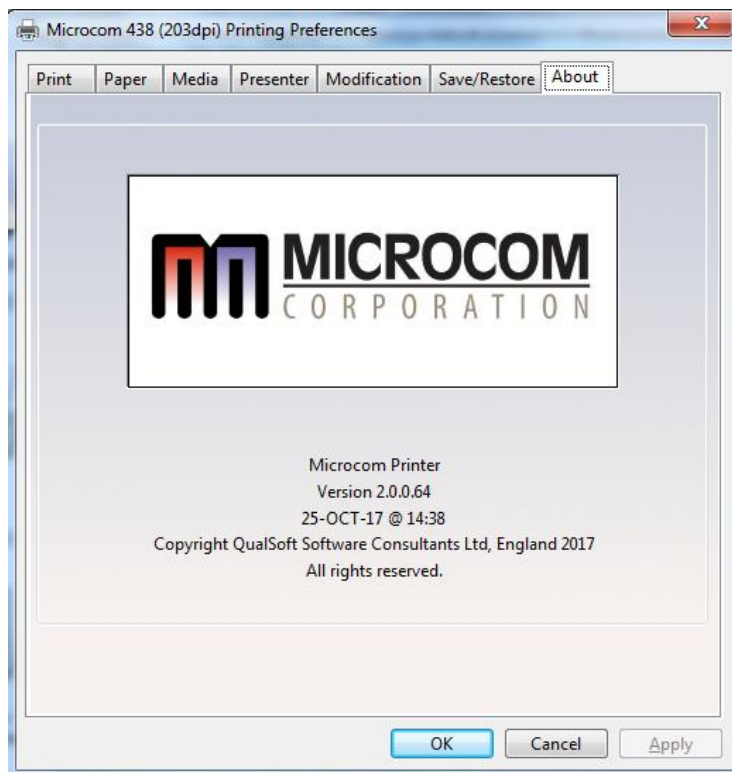 Microcom 438 (203dpi) Printing Preferences
Print Paper Media Presenter Modification Save/Restore About
MICROCOM
CORPORATION
Microcom Printer
Version 2.0.0.64
25-OCT-17 @ 14:38
Copyright QualSoft Software Consultants Ltd, England 2017
All rights reserved.
OK Cancel Apply